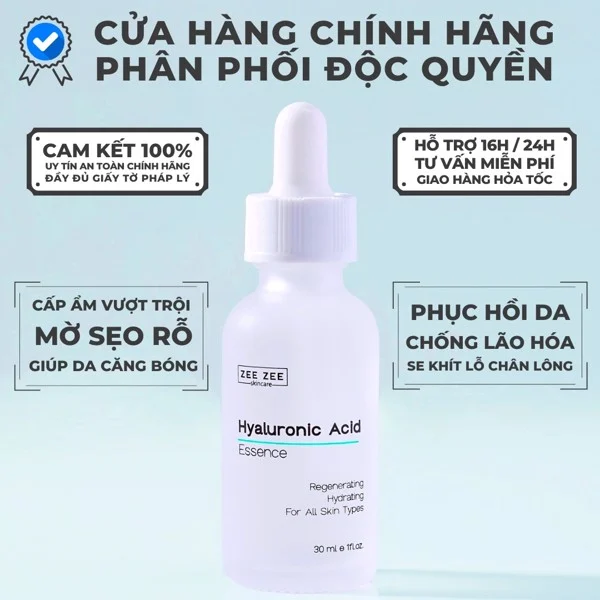 CỬA HÀNG CHÍNH HÃNG
PHÂN PHỐI ĐỘC QUYỀN
CAM KẾT 100%
UY TÍN AN TOÀN CHÍNH HÃNG
ĐẦY ĐỦ GIẤY TỜ PHÁP LÝ
HỖ TRỢ 16H / 24H
TƯ VẤN MIỄN PHÍ
GIAO HÀNG HỎA TỐC
CẤP ẨM VƯỢT TRỘI
MỜ SẸO RỖ
GIÚP DA CĂNG BÓNG
PHỤC HỒI DA
CHỐNG LÃO HÓA
SE KHÍT LỖ CHÂN LÔNG
ZEE ZEE
skincare
Hyaluronic Acid
Essence
Regenerating
Hydrating
For All Skin Types
30 ml e 1fl.oz.